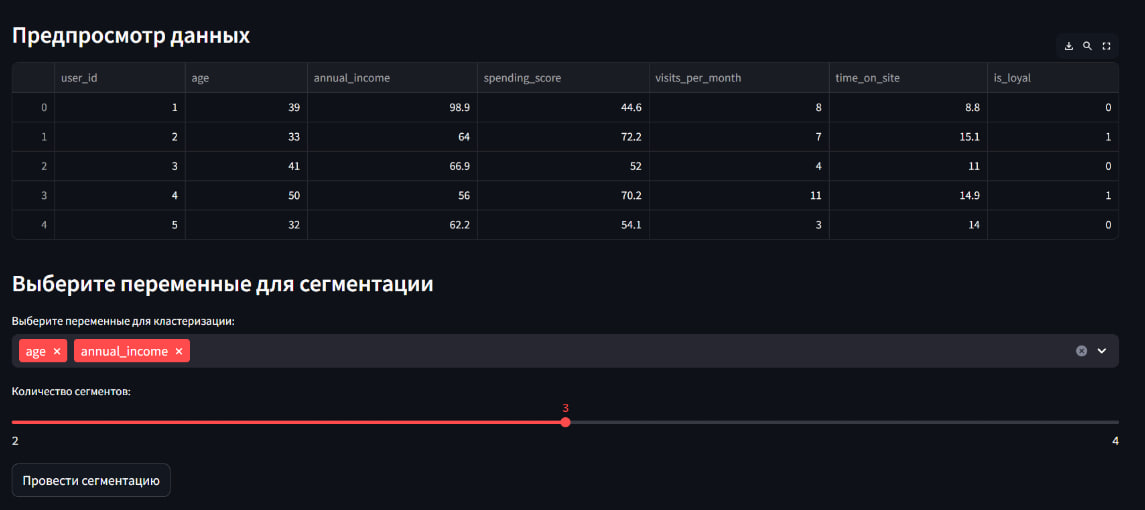 Предпросмотр данных
user_id age annual_income spending_score visits_per_month time_on_site is_loyal
0 1 39 98.9 44.6 8 8.8 0
1 2 33 64 72.2 7 15.1 1
2 3 41 66.9 52 4 11 0
3 4 50 56 70.2 11 14.9 1
4 5 32 62.2 54.1 3 14 0
Выберите переменные для сегментации
Выберите переменные для кластеризации:
age × annual_income ×
Количество сегментов:
3
2 4
Провести сегментацию